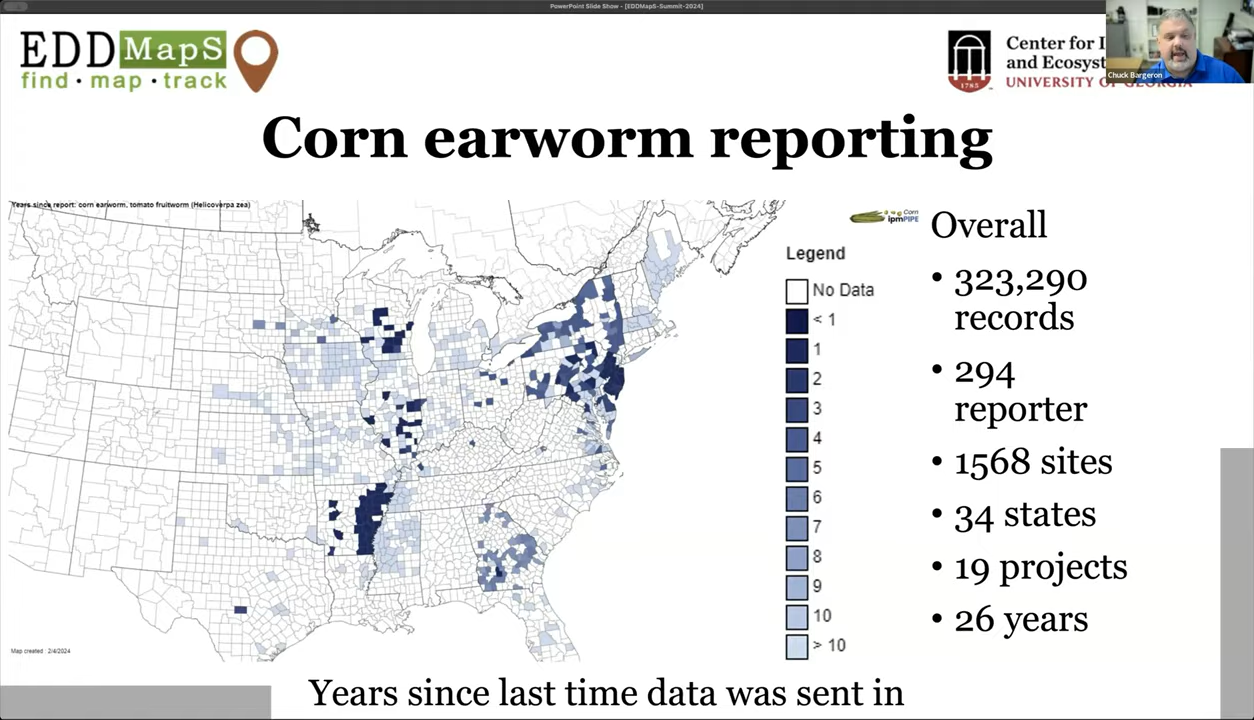 PowerPoint Slide Show - [EDDMapS-Summit-2024]
EDDMapS
find · map · track
1785
Center for I
and Ecosyst
UNIVERSITY OF GEORGIA
Chuck Bargeron
Corn earworm reporting
Years since report: corn earworm, tomato fruitworm (Helicoverpa zea)
Corn
ipmPIPE
Legend
No Data
< 1
1
2
3
4
5
6
7
8
9
10
> 10
Map created : 2/4/2024
Overall
• 323,290
records
• 294
reporter
• 1568 sites
• 34 states
• 19 projects
• 26 years
Years since last time data was sent in